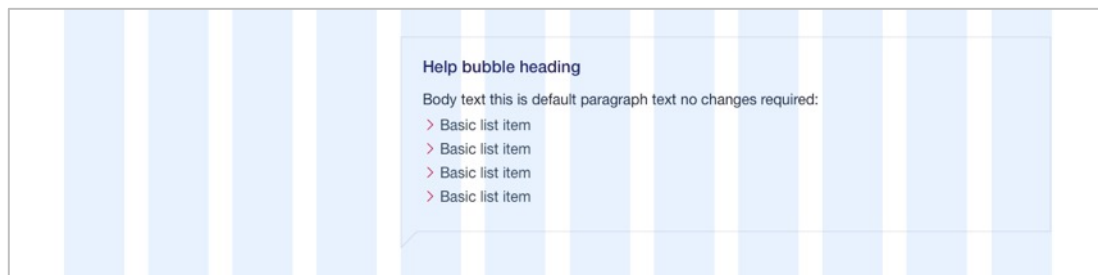 Help bubble heading
Body text this is default paragraph text no changes required:
Basic list item
Basic list item
Basic list item
Basic list item